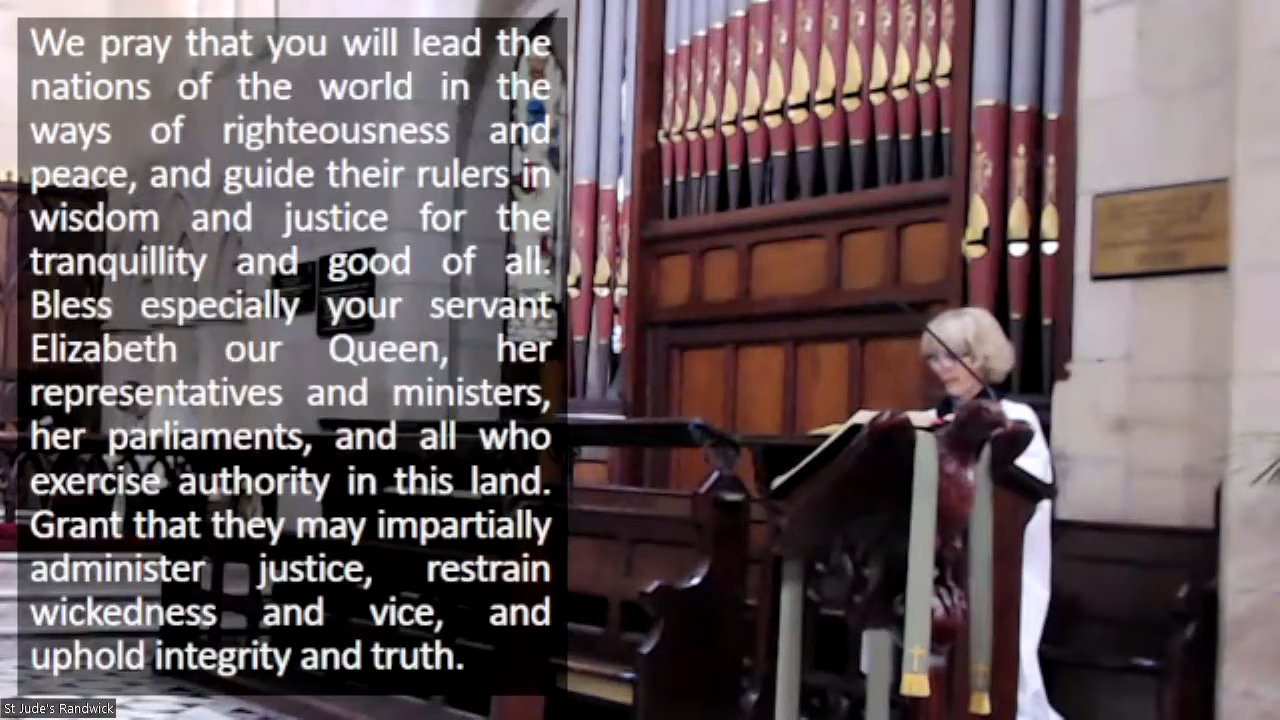 We pray that you will lead the
nations of the world in the
ways of righteousness and
peace, and guide their rulers in
wisdom and justice for the
tranquillity and good of all.
Bless especially your servant
Elizabeth our Queen, her
representatives and ministers,
her parliaments, and all who
exercise authority in this land.
Grant that they may impartially
administer justice, restrain
wickedness and vice, and
uphold integrity and truth.
St Jude's Randwick